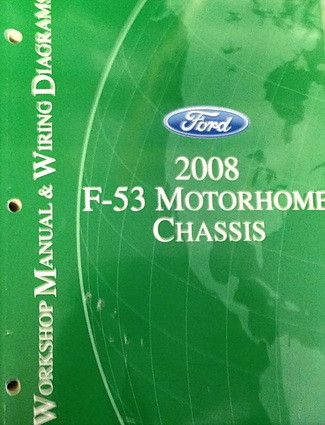 WORKSHOP MANUAL & WIRING DIAGRAMS
Ford
2008
F-53 MOTORHOME
CHASSIS